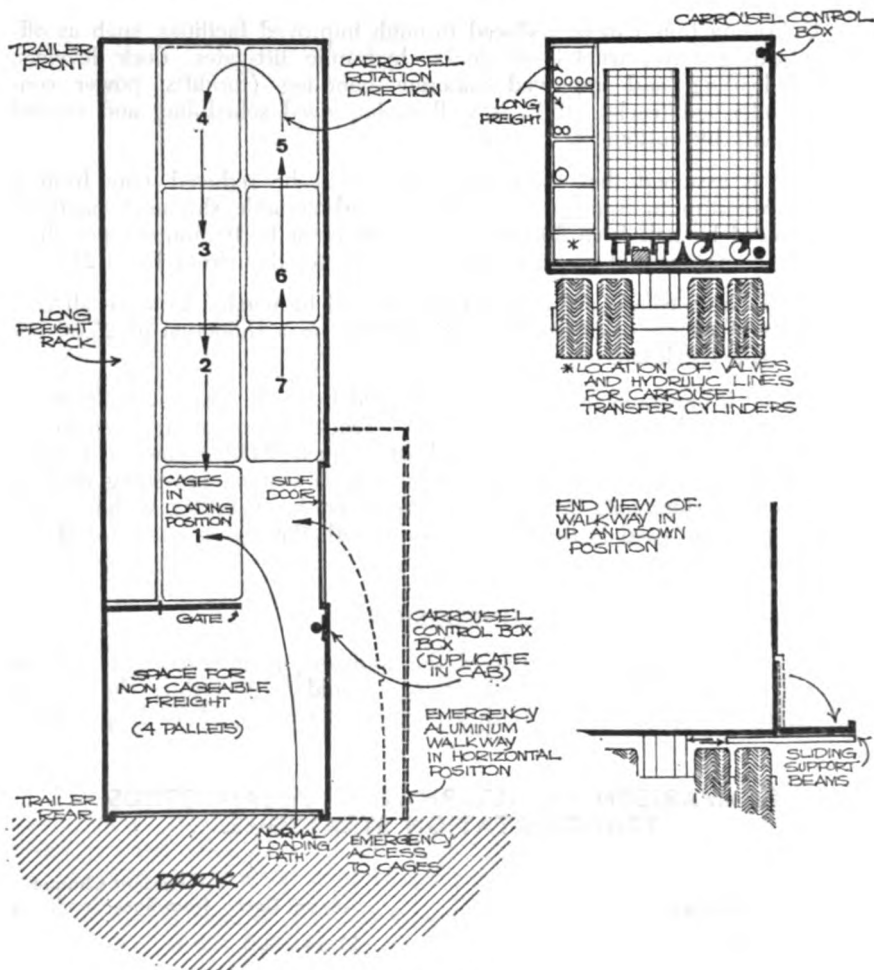 TRAILER
FRONT
CARROUSEL
ROTATION
DIRECTION
4
5
3
6
LONG
FREIGHT
RACK
2
7
CAGES
IN
LOADING
POSITION
1
SIDE
DOOR
GATE
CARROUSEL
CONTROL BOX
BOX
(DUPLICATE
IN CAB)
SPACE FOR
NON CAGEABLE
FREIGHT
(4 PALLETS)
EMERGENCY
ALUMINUM
WALKWAY
IN HORIZONTAL
POSITION
TRAILER
REAR
NORMAL
LOADING
PATH
EMERGENCY
ACCESS
TO CAGES
DOCK
CARROUSEL CONTROL
BOX
LONG
FREIGHT
*
* LOCATION OF VALVES
AND HYDRULIC LINES
FOR CARROUSEL
TRANSFER CYLINDERS
END VIEW OF
WALKWAY IN
UP AND DOWN
POSITION
SLIDING
SUPPORT
BEAMS